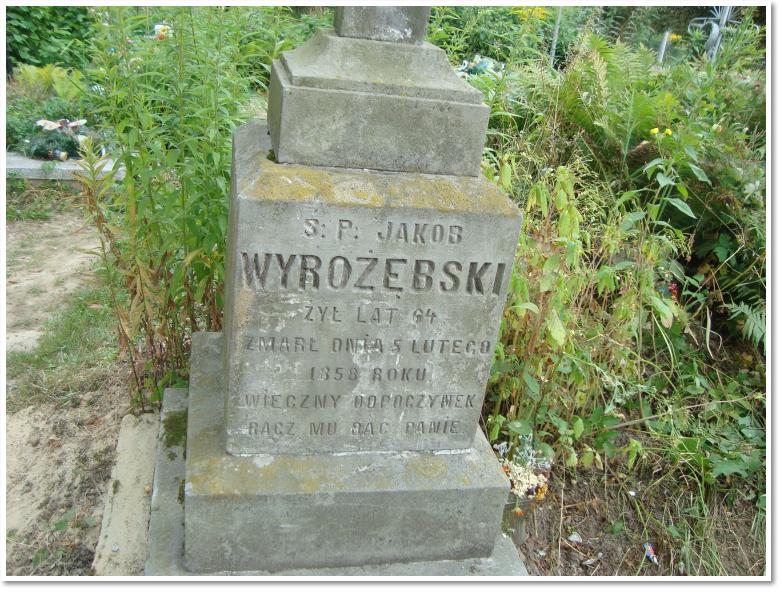 Ś: P: JAKOB
WYROŻĘBSKI
ŻYŁ LAT 64
ZMARŁ DNIA 5 LUTEGO
1858 ROKU
WIECZNY ODPOCZYNEK
RACZ MU DAĆ PANIE.